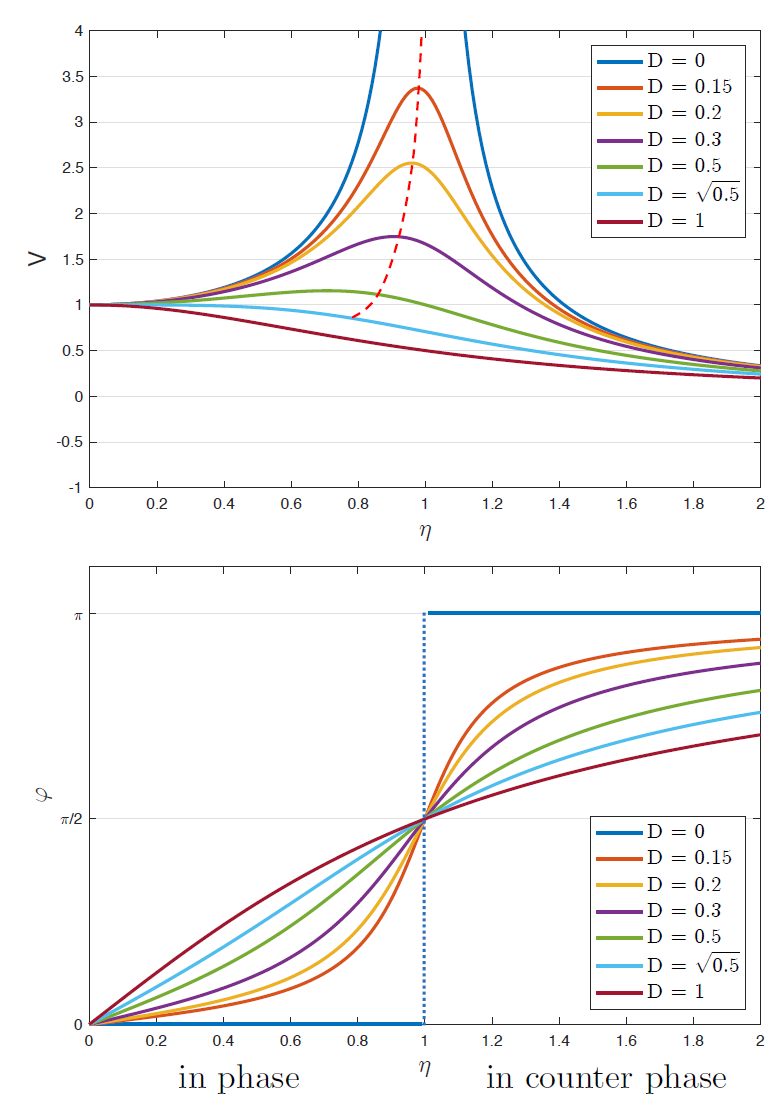 4
3.5
3
2.5
2
1.5
1
0.5
0
-0.5
-1
V
D = 0
D = 0.15
D = 0.2
D = 0.3
D = 0.5
D = √0.5
D = 1
0 0.2 0.4 0.6 0.8 1 1.2 1.4 1.6 1.8 2
η
π
π/2
0
φ
D = 0
D = 0.15
D = 0.2
D = 0.3
D = 0.5
D = √0.5
D = 1
0 0.2 0.4 0.6 0.8 1 1.2 1.4 1.6 1.8 2
in phase η in counter phase